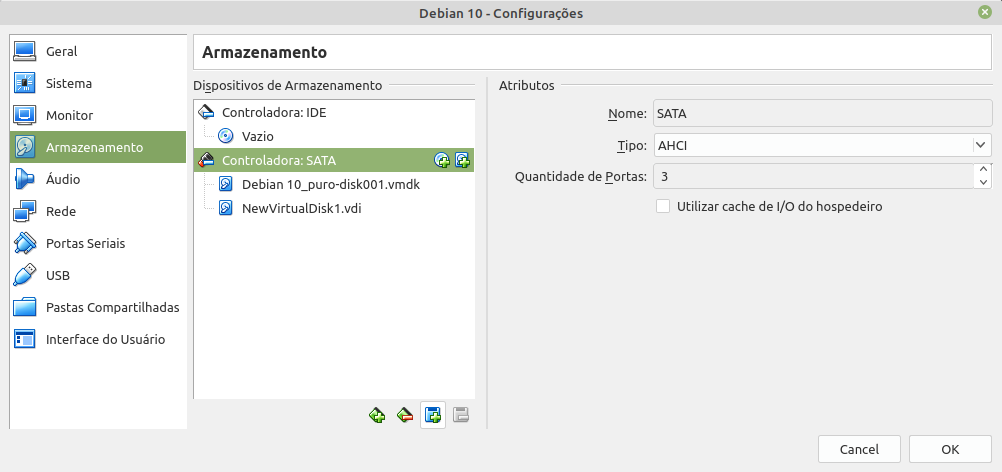 Debian 10 - Configurações
Geral
Sistema
Monitor
Armazenamento
Áudio
Rede
Portas Seriais
USB
Pastas Compartilhadas
Interface do Usuário
Armazenamento
Dispositivos de Armazenamento
Controladora: IDE
Vazio
Controladora: SATA
Debian 10_puro-disk001.vmdk
NewVirtualDisk1.vdi
Atributos
Nome: SATA
Tipo: AHCI
Quantidade de Portas: 3
Utilizar cache de I/O do hospedeiro
Cancel OK